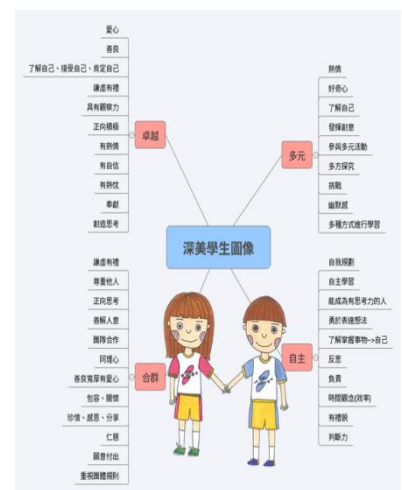 深美學生圖像
卓越
愛心
善良
了解自己、接受自己、肯定自己
謙虛有禮
具有觀察力
正向積極
有熱情
有自信
有熱忱
奉獻
創造思考
多元
熱情
好奇心
了解自己
發揮創意
參與多元活動
多方探究
挑戰
幽默感
多種方式進行學習
合群
謙虛有禮
尊重他人
正向思考
善解人意
團隊合作
同理心
善良寬厚有愛心
包容、關懷
珍惜、感恩、分享
仁慈
願意付出
重視團體規則
自主
自我規劃
自主學習
能成為有思考力的人
勇於表達想法
了解掌握事物-->自己
反思
負責
時間觀念(效率)
有禮貌
判斷力